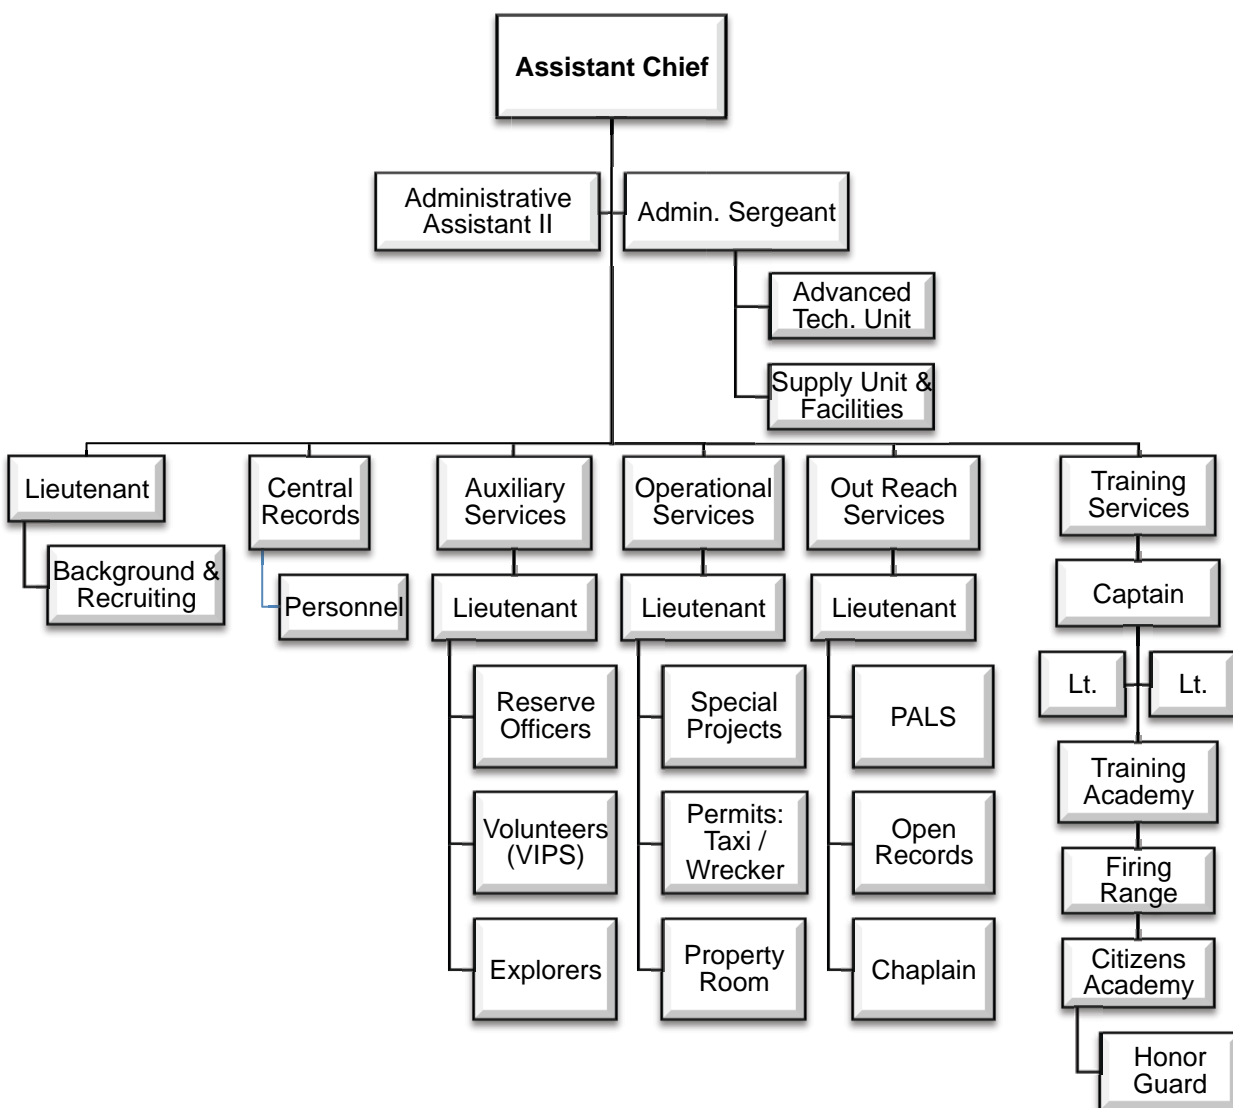 Assistant Chief
Administrative
Assistant II
Admin. Sergeant
Advanced
Tech. Unit
Supply Unit &
Facilities
Lieutenant
Background &
Recruiting
Central
Records
Personnel
Auxiliary
Services
Lieutenant
Reserve
Officers
Volunteers
(VIPS)
Explorers
Operational
Services
Lieutenant
Special
Projects
Permits:
Taxi /
Wrecker
Property
Room
Out Reach
Services
Lieutenant
PALS
Open
Records
Chaplain
Training
Services
Captain
Lt.
Lt.
Training
Academy
Firing
Range
Citizens
Academy
Honor
Guard